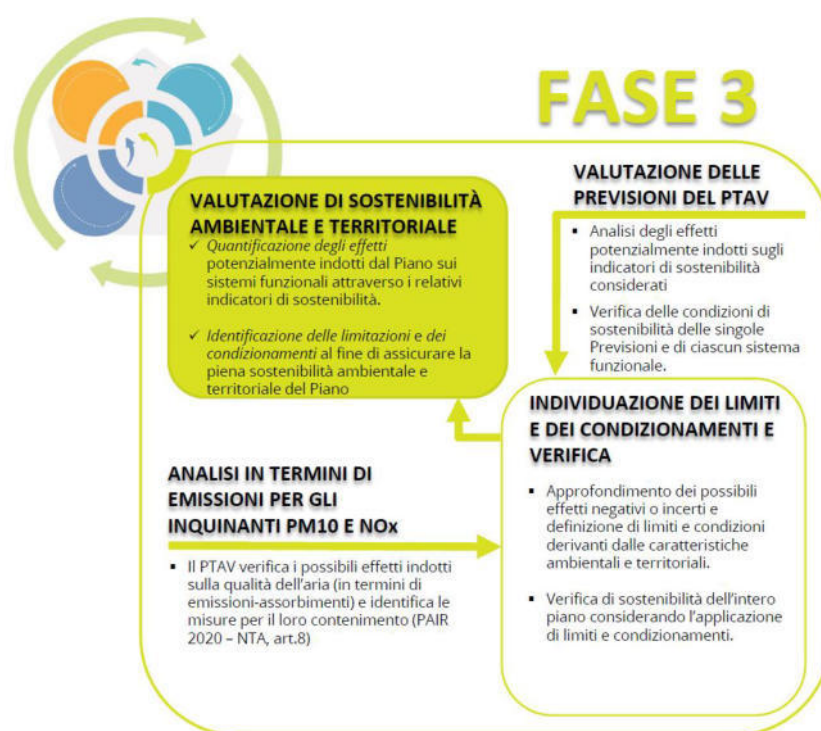 FASE 3
VALUTAZIONE DI SOSTENIBILITÀ
AMBIENTALE E TERRITORIALE
✓ Quantificazione degli effetti
potenzialmente indotti dal Piano sui
sistemi funzionali attraverso i relativi
indicatori di sostenibilità.
✓ Identificazione delle limitazioni e dei
condizionamenti al fine di assicurare la
piena sostenibilità ambientale e
territoriale del Piano
VALUTAZIONE DELLE
PREVISIONI DEL PTAV
▪ Analisi degli effetti
potenzialmente indotti sugli
indicatori di sostenibilità
considerati
▪ Verifica delle condizioni di
sostenibilità delle singole
Previsioni e di ciascun sistema
funzionale.
ANALISI IN TERMINI DI
EMISSIONI PER GLI
INQUINANTI PM10 E NOx
▪ Il PTAV verifica i possibili effetti indotti
sulla qualità dell'aria (in termini di
emissioni-assorbimenti) e identifica le
misure per il loro contenimento (PAIR
2020 – NTA, art.8)
INDIVIDUAZIONE DEI LIMITI
E DEI CONDIZIONAMENTI E
VERIFICA
▪ Approfondimento dei possibili
effetti negativi o incerti e
definizione di limiti e condizioni
derivanti dalle caratteristiche
ambientali e territoriali.
▪ Verifica di sostenibilità dell'intero
piano considerando l'applicazione
di limiti e condizionamenti.